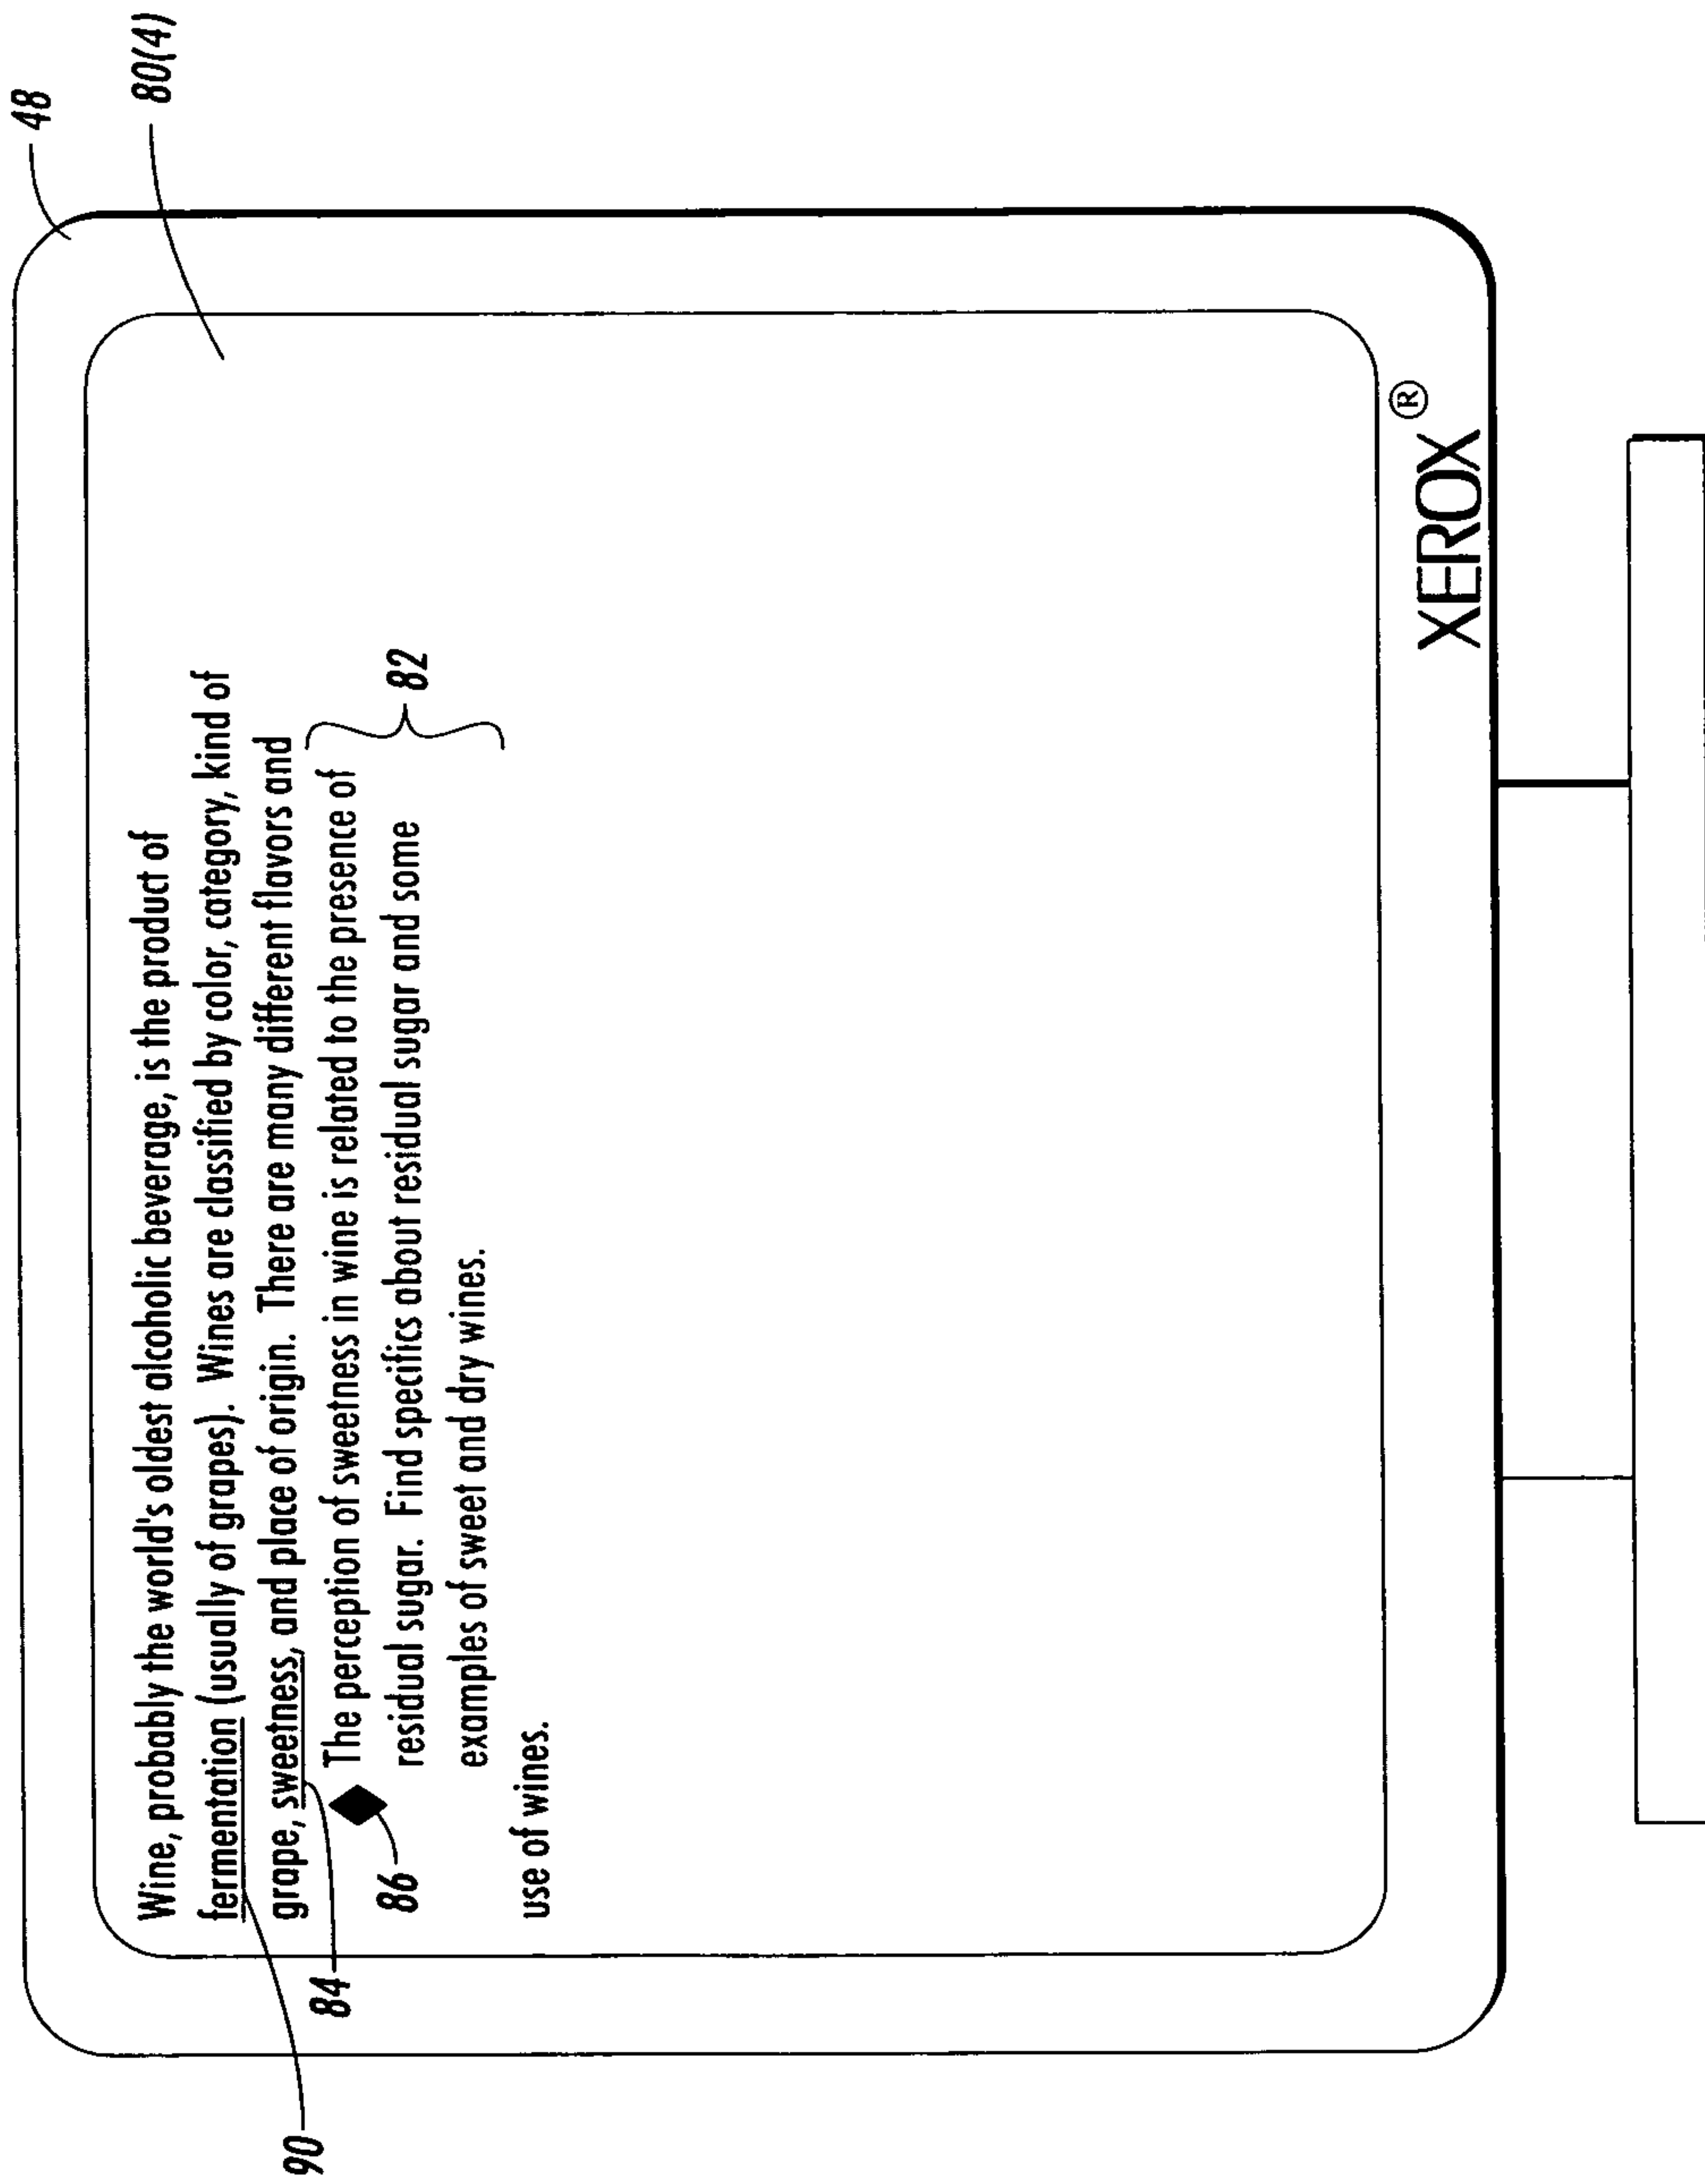 48
80(4)
Wine, probably the world's oldest alcoholic beverage, is the product of
fermentation (usually of grapes). Wines are classified by color, category, kind of
grape, sweetness, and place of origin. There are many different flavors and
The perception of sweetness in wine is related to the presence of
residual sugar. Find specifics about residual sugar and some
examples of sweet and dry wines.
use of wines.
82
84
86
90
XEROX®